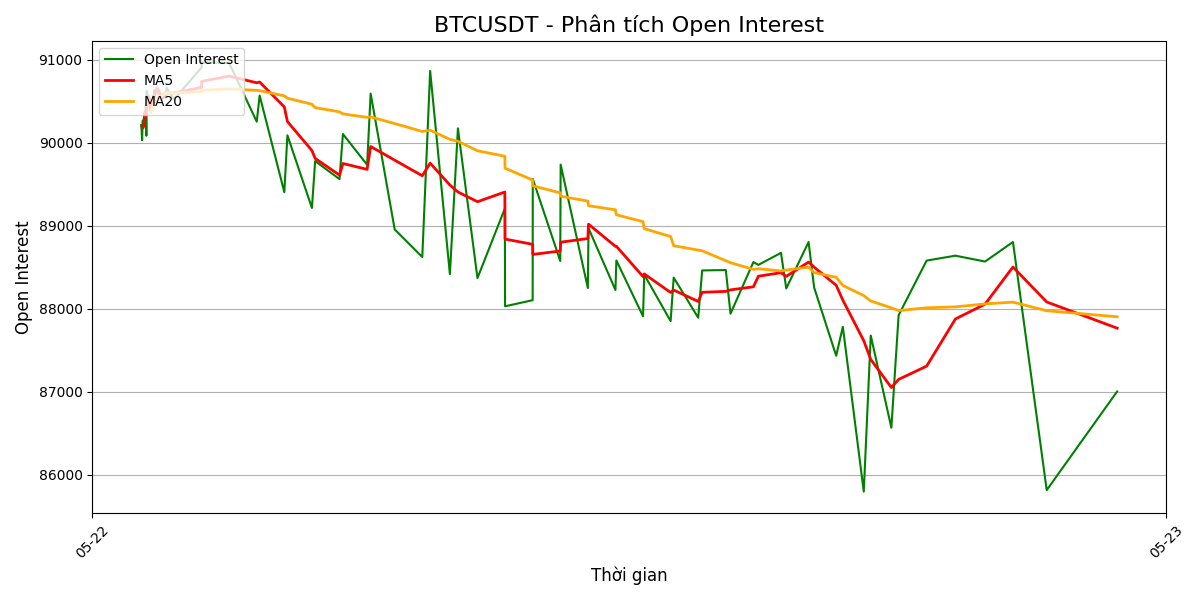 BTCUSDT - Phân tích Open Interest
Open Interest
MA5
MA20
91000
90000
89000
88000
87000
86000
Open Interest
05-22
05-23
Thời gian